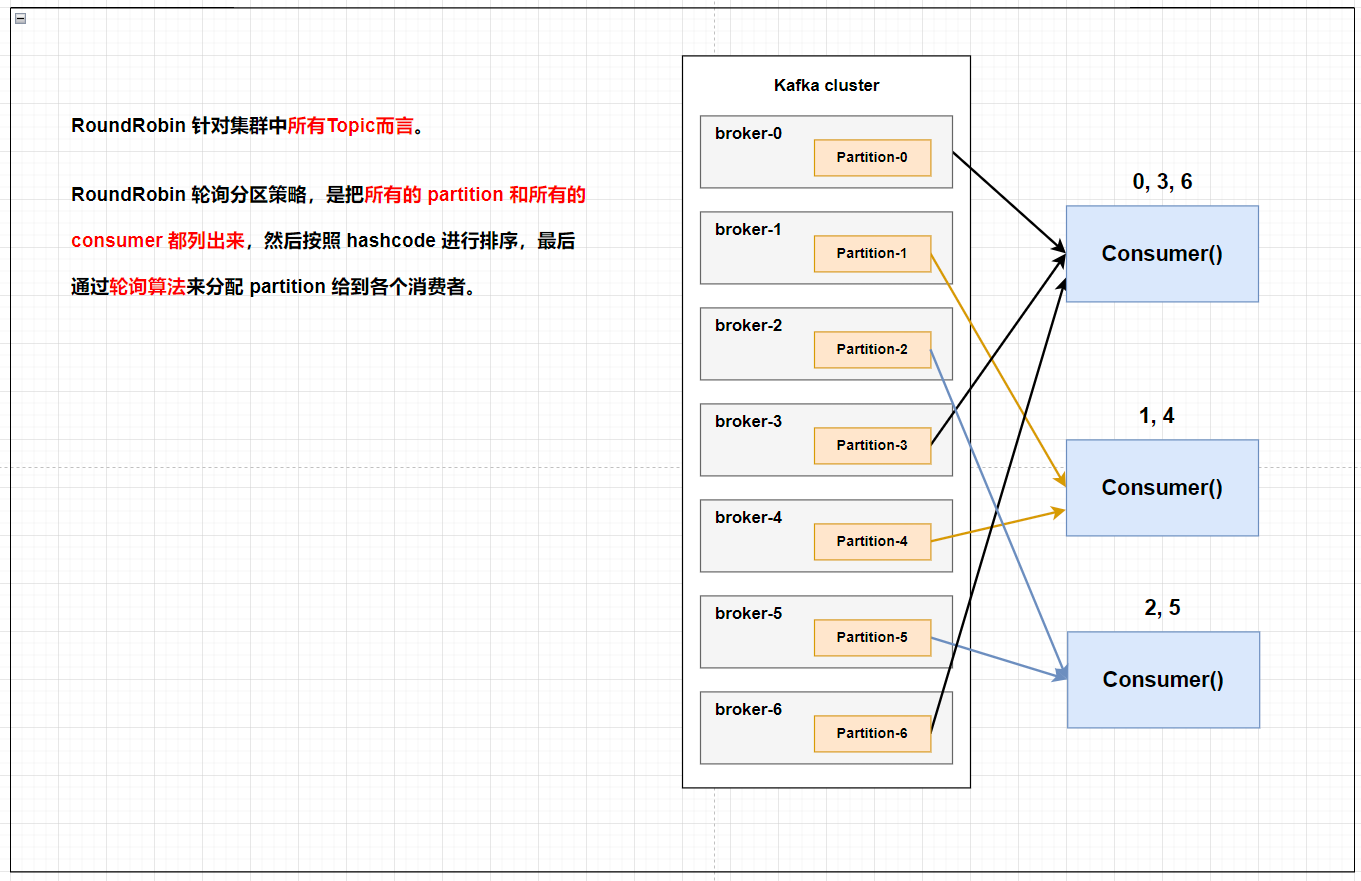 RoundRobin 针对集群中所有Topic而言。
RoundRobin 轮询分区策略，是把所有的 partition 和所有的
consumer 都列出来，然后按照 hashcode 进行排序，最后
通过轮询算法来分配 partition 给到各个消费者。
Kafka cluster
broker-0
Partition-0
broker-1
Partition-1
broker-2
Partition-2
broker-3
Partition-3
broker-4
Partition-4
broker-5
Partition-5
broker-6
Partition-6
0, 3, 6
Consumer()
1, 4
Consumer()
2, 5
Consumer()